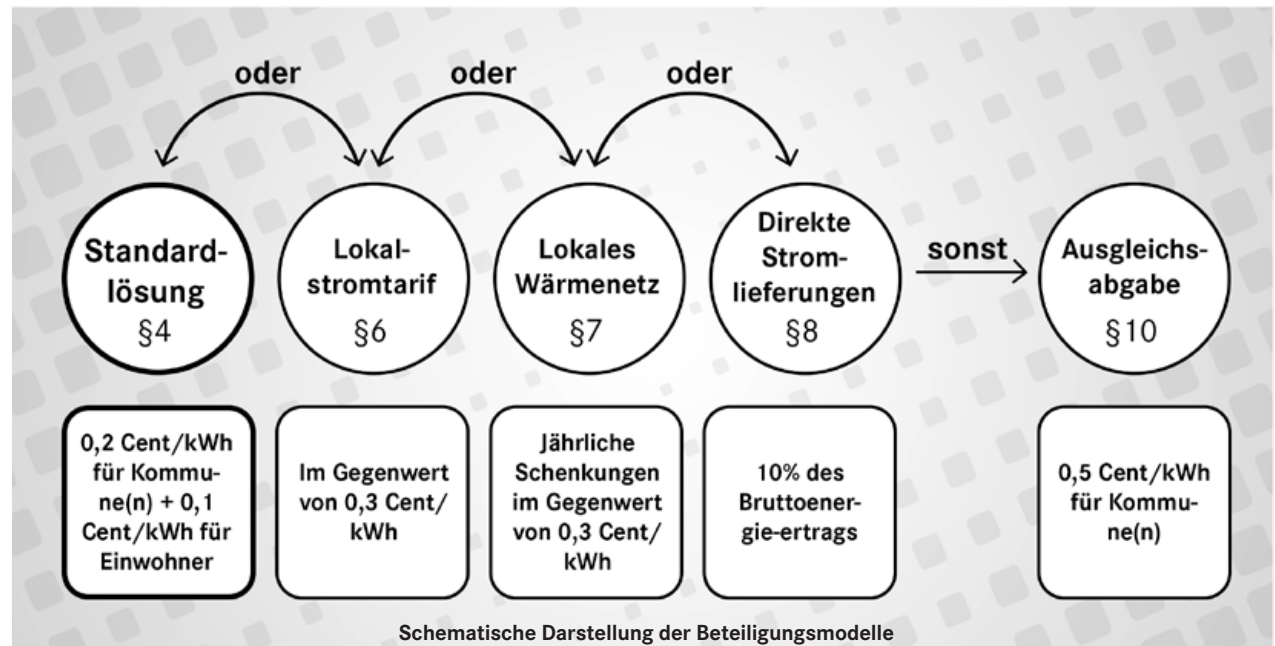 oder
oder
oder
Standard-
lösung
§4
Lokal-
stromtarif
§6
Lokales
Wärmenetz
§7
Direkte
Strom-
lieferungen
§8
sonst
Ausgleichs-
abgabe
§10
0,2 Cent/kWh
für Kommu-
ne(n) + 0,1
Cent/kWh für
Einwohner
Im Gegenwert
von 0,3 Cent/
kWh
Jährliche
Schenkungen
im Gegenwert
von 0,3 Cent/
kWh
10% des
Bruttoener-
gie-ertrags
0,5 Cent/kWh
für Kommu-
ne(n)
Schematische Darstellung der Beteiligungsmodelle